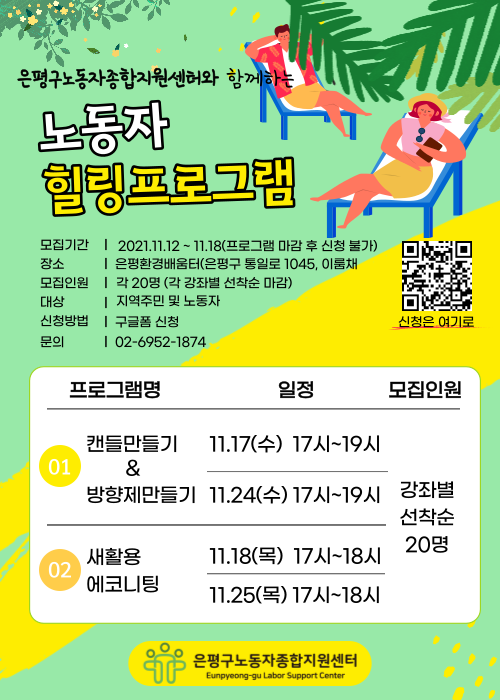 은평구노동자종합지원센터와 함께하는
노동자
힐링프로그램
모집기간 | 2021.11.12 ~ 11.18(프로그램 마감 후 신청 불가)
장소 | 은평환경배움터(은평구 통일로 1045, 이룸채
모집인원 | 각 20명 (각 강좌별 선착순 마감)
대상 | 지역주민 및 노동자
신청방법 | 구글폼 신청
문의 | 02-6952-1874
신청은 여기로
프로그램명 일정 모집인원
01 캔들만들기 & 방향제만들기
11.17(수) 17시~19시
11.24(수) 17시~19시
02 새활용 에코니팅
11.18(목) 17시~18시
11.25(목) 17시~18시
강좌별
선착순
20명
은평구노동자종합지원센터
Eunpyeong-gu Labor Support Center